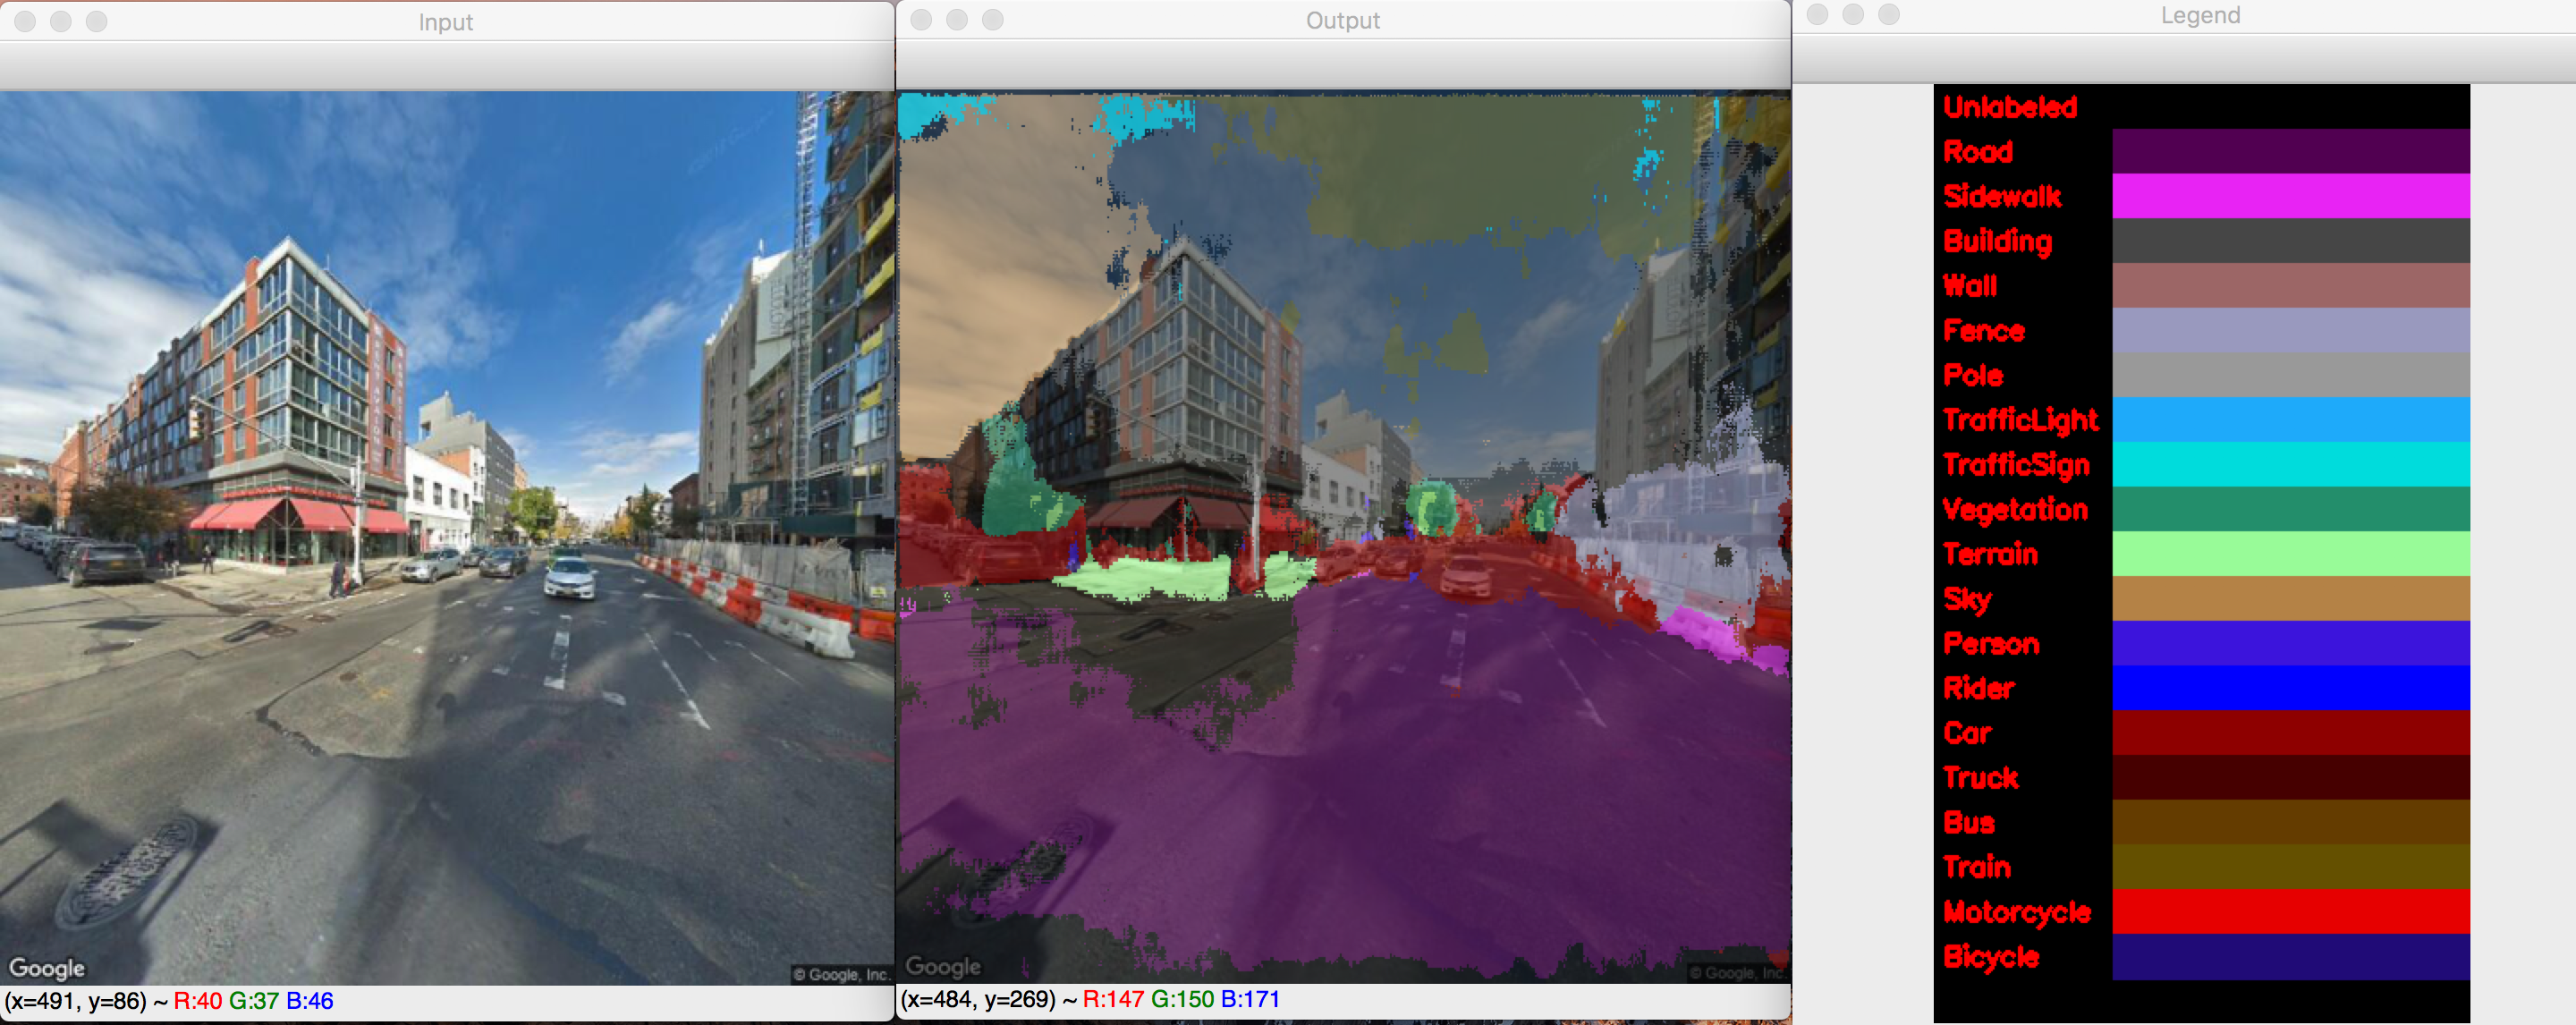 Input
Google
© Google, Inc.
(x=491, y=86) ~ R:40 G:37 B:46
Output
Google
© Google, Inc.
(x=484, y=269) ~ R:147 G:150 B:171
Legend
Unlabeled
Road
Sidewalk
Building
Wall
Fence
Pole
TrafficLight
TrafficSign
Vegetation
Terrain
Sky
Person
Rider
Car
Truck
Bus
Train
Motorcycle
Bicycle